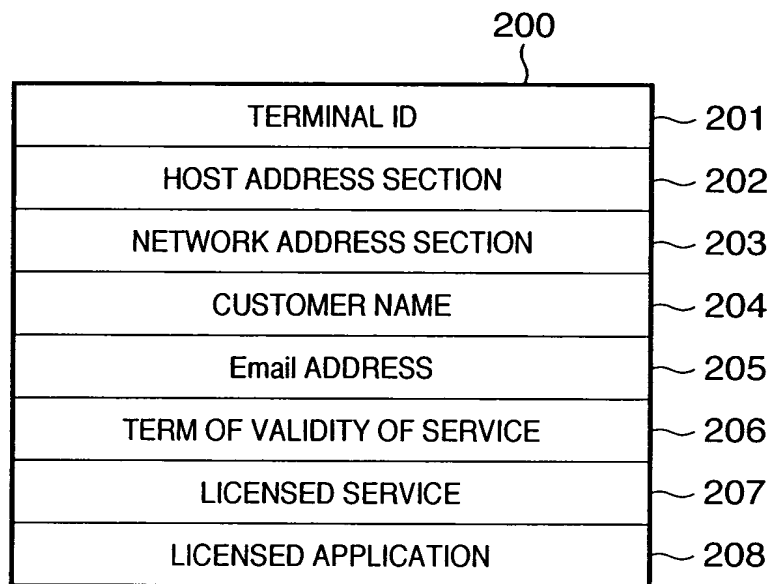 200
TERMINAL ID 201
HOST ADDRESS SECTION 202
NETWORK ADDRESS SECTION 203
CUSTOMER NAME 204
Email ADDRESS 205
TERM OF VALIDITY OF SERVICE 206
LICENSED SERVICE 207
LICENSED APPLICATION 208